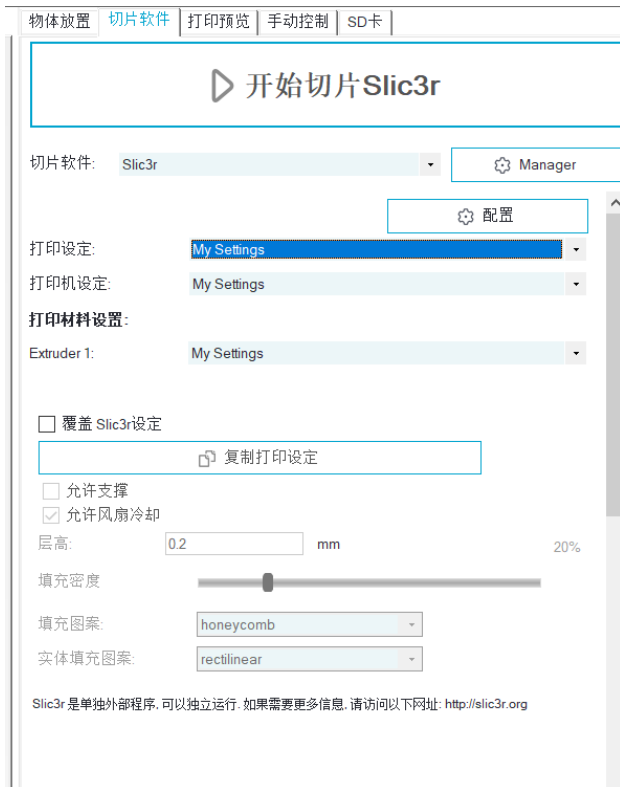 物体放置 切片软件 打印预览 手动控制 SD卡
开始切片Slic3r
切片软件: Slic3r Manager
配置
打印设定: My Settings
打印机设定: My Settings
打印材料设置:
Extruder 1: My Settings
覆盖 Slic3r设定
复制打印设定
允许支撑
允许风扇冷却
层高: 0.2 mm 20%
填充密度
填充图案: honeycomb
实体填充图案: rectilinear
Slic3r 是单独外部程序, 可以独立运行. 如果需要更多信息, 请访问以下网址: http://slic3r.org